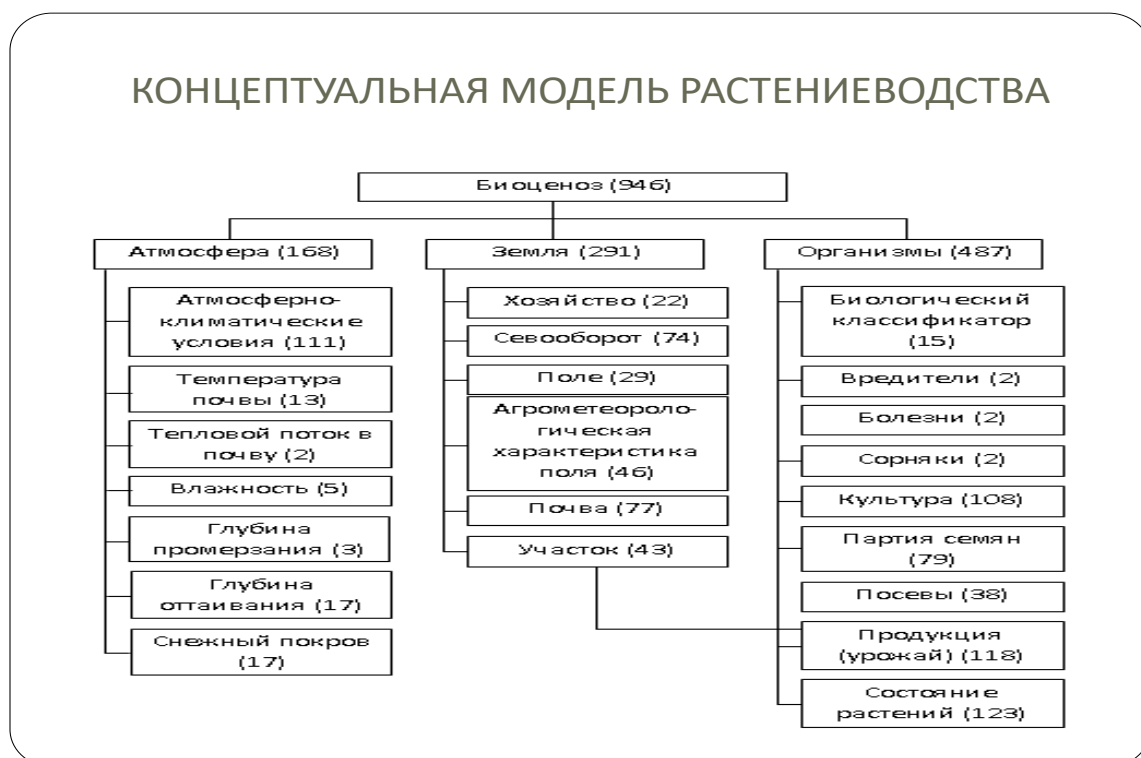 КОНЦЕПТУАЛЬНАЯ МОДЕЛЬ РАСТЕНИЕВОДСТВА
Биоценоз (946)
Атмосфера (168)
Атмосферно-
климатические
условия (111)
Температура
почвы (13)
Тепловой поток в
почву (2)
Влажность (5)
Глубина
промерзания (3)
Глубина
оттаивания (17)
Снежный покров
(17)
Земля (291)
Хозяйство (22)
Севооборот (74)
Поле (29)
Агрометеороло-
гическая
характеристика
поля (46)
Почва (77)
Участок (43)
Организмы (487)
Биологический
классификатор
(15)
Вредители (2)
Болезни (2)
Сорняки (2)
Культура (108)
Партия семян
(79)
Посевы (38)
Продукция
(урожай) (118)
Состояние
растений (123)